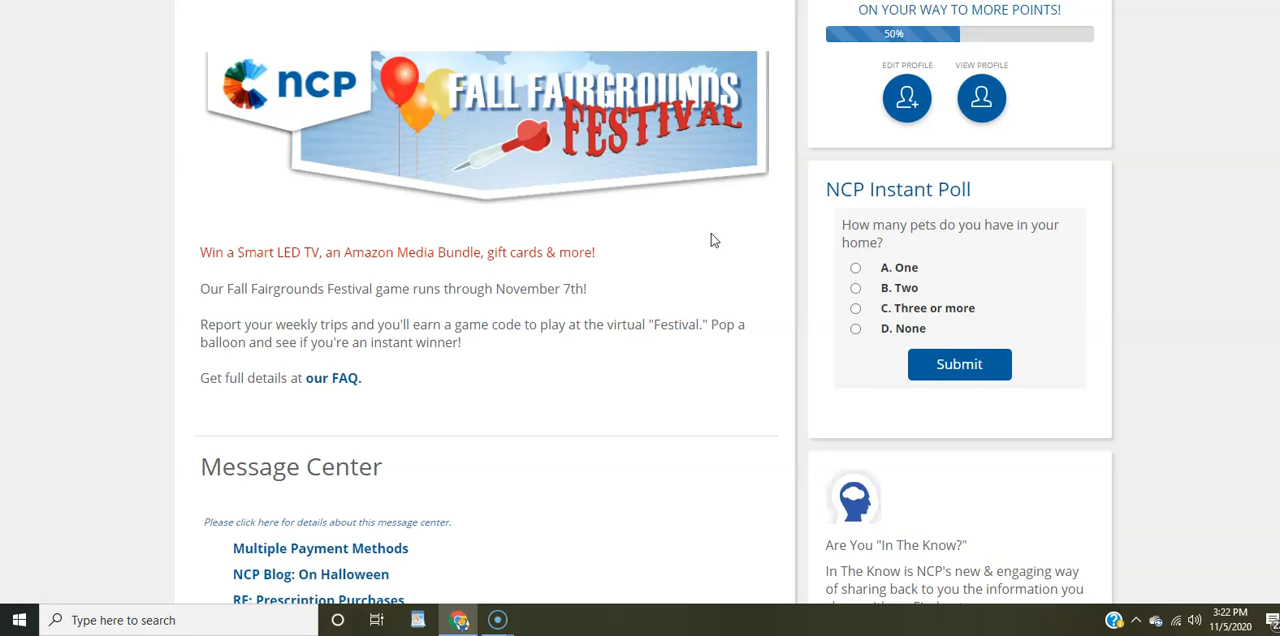 ON YOUR WAY TO MORE POINTS!
50%
EDIT PROFILE
VIEW PROFILE
ncp
FALL FAIRGROUNDS
FESTIVAL
Win a Smart LED TV, an Amazon Media Bundle, gift cards & more!
Our Fall Fairgrounds Festival game runs through November 7th!
Report your weekly trips and you'll earn a game code to play at the virtual "Festival." Pop a
balloon and see if you're an instant winner!
Get full details at our FAQ.
NCP Instant Poll
How many pets do you have in your
home?
A. One
B. Two
C. Three or more
D. None
Submit
Message Center
Please click here for details about this message center.
Multiple Payment Methods
NCP Blog: On Halloween
RE: Prescription Purchases
Are You "In The Know?"
In The Know is NCP's new & engaging way
of sharing back to you the information you
Type here to search
3:22 PM
11/5/2020